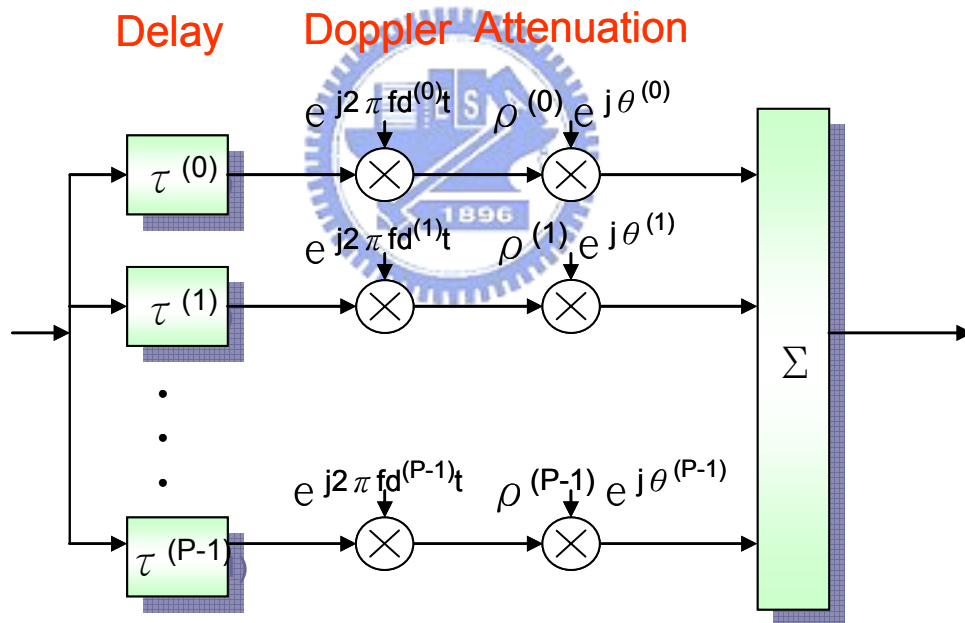 Delay Doppler Attenuation
e j2πfd(0)t ρ(0) e jθ(0)
τ(0)
LS
1896
e j2πfd(1)t ρ(1) e jθ(1)
τ(1)
Σ
e j2πfd(P-1)t ρ(P-1) e jθ(P-1)
τ(P-1)